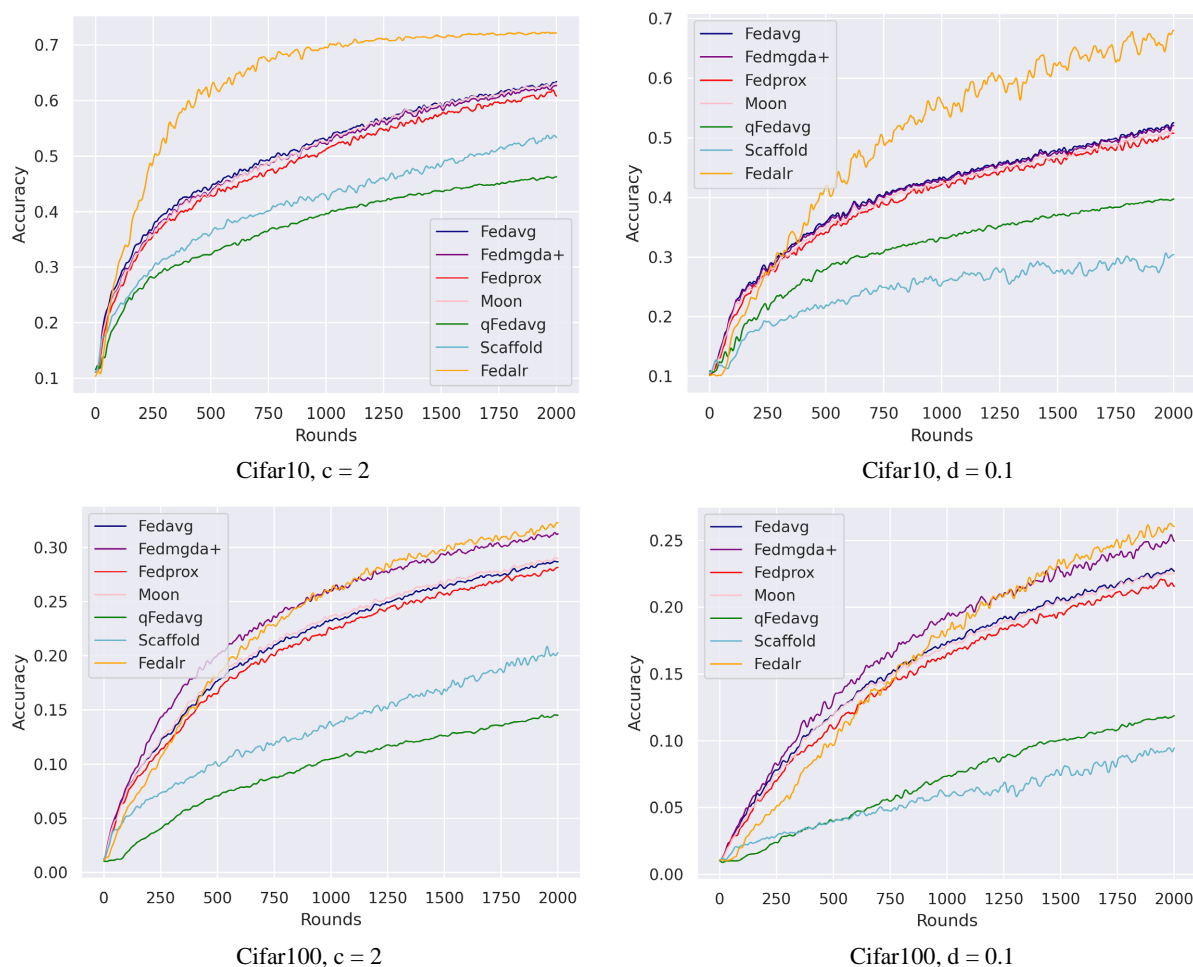 0.7
0.6
0.5
0.4
0.3
0.2
0.1
Accuracy
Fedavg
Fedmgda+
Fedprox
Moon
qFedavg
Scaffold
Fedalr
0 250 500 750 1000 1250 1500 1750 2000
Rounds
Cifar10, c = 2
0.7
0.6
0.5
0.4
0.3
0.2
0.1
Accuracy
Fedavg
Fedmgda+
Fedprox
Moon
qFedavg
Scaffold
Fedalr
0 250 500 750 1000 1250 1500 1750 2000
Rounds
Cifar10, d = 0.1
0.30
0.25
0.20
0.15
0.10
0.05
0.00
Accuracy
Fedavg
Fedmgda+
Fedprox
Moon
qFedavg
Scaffold
Fedalr
0 250 500 750 1000 1250 1500 1750 2000
Rounds
Cifar100, c = 2
0.25
0.20
0.15
0.10
0.05
0.00
Accuracy
Fedavg
Fedmgda+
Fedprox
Moon
qFedavg
Scaffold
Fedalr
0 250 500 750 1000 1250 1500 1750 2000
Rounds
Cifar100, d = 0.1